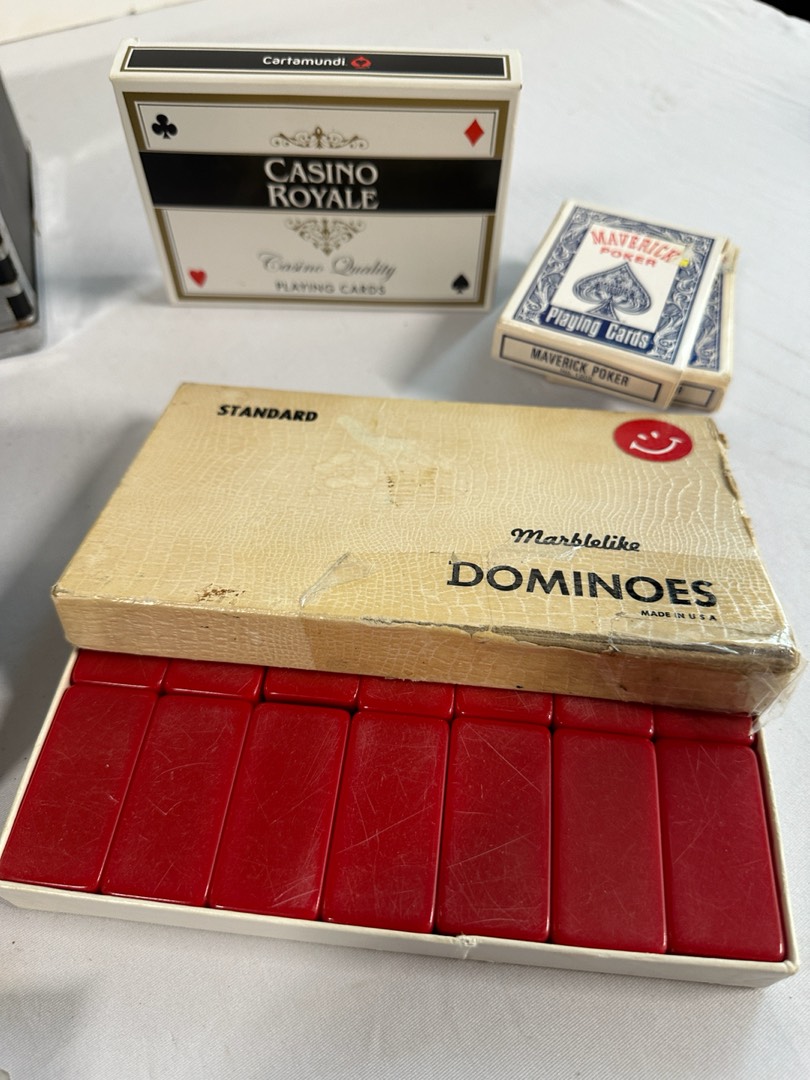 Cartamundi
CASINO
ROYALE
Casino Quality
PLAYING CARDS
MAVERICK
POKER
Playing Cards
MAVERICK POKER
STANDARD
Marblelike
DOMINOES
MADE IN U S A